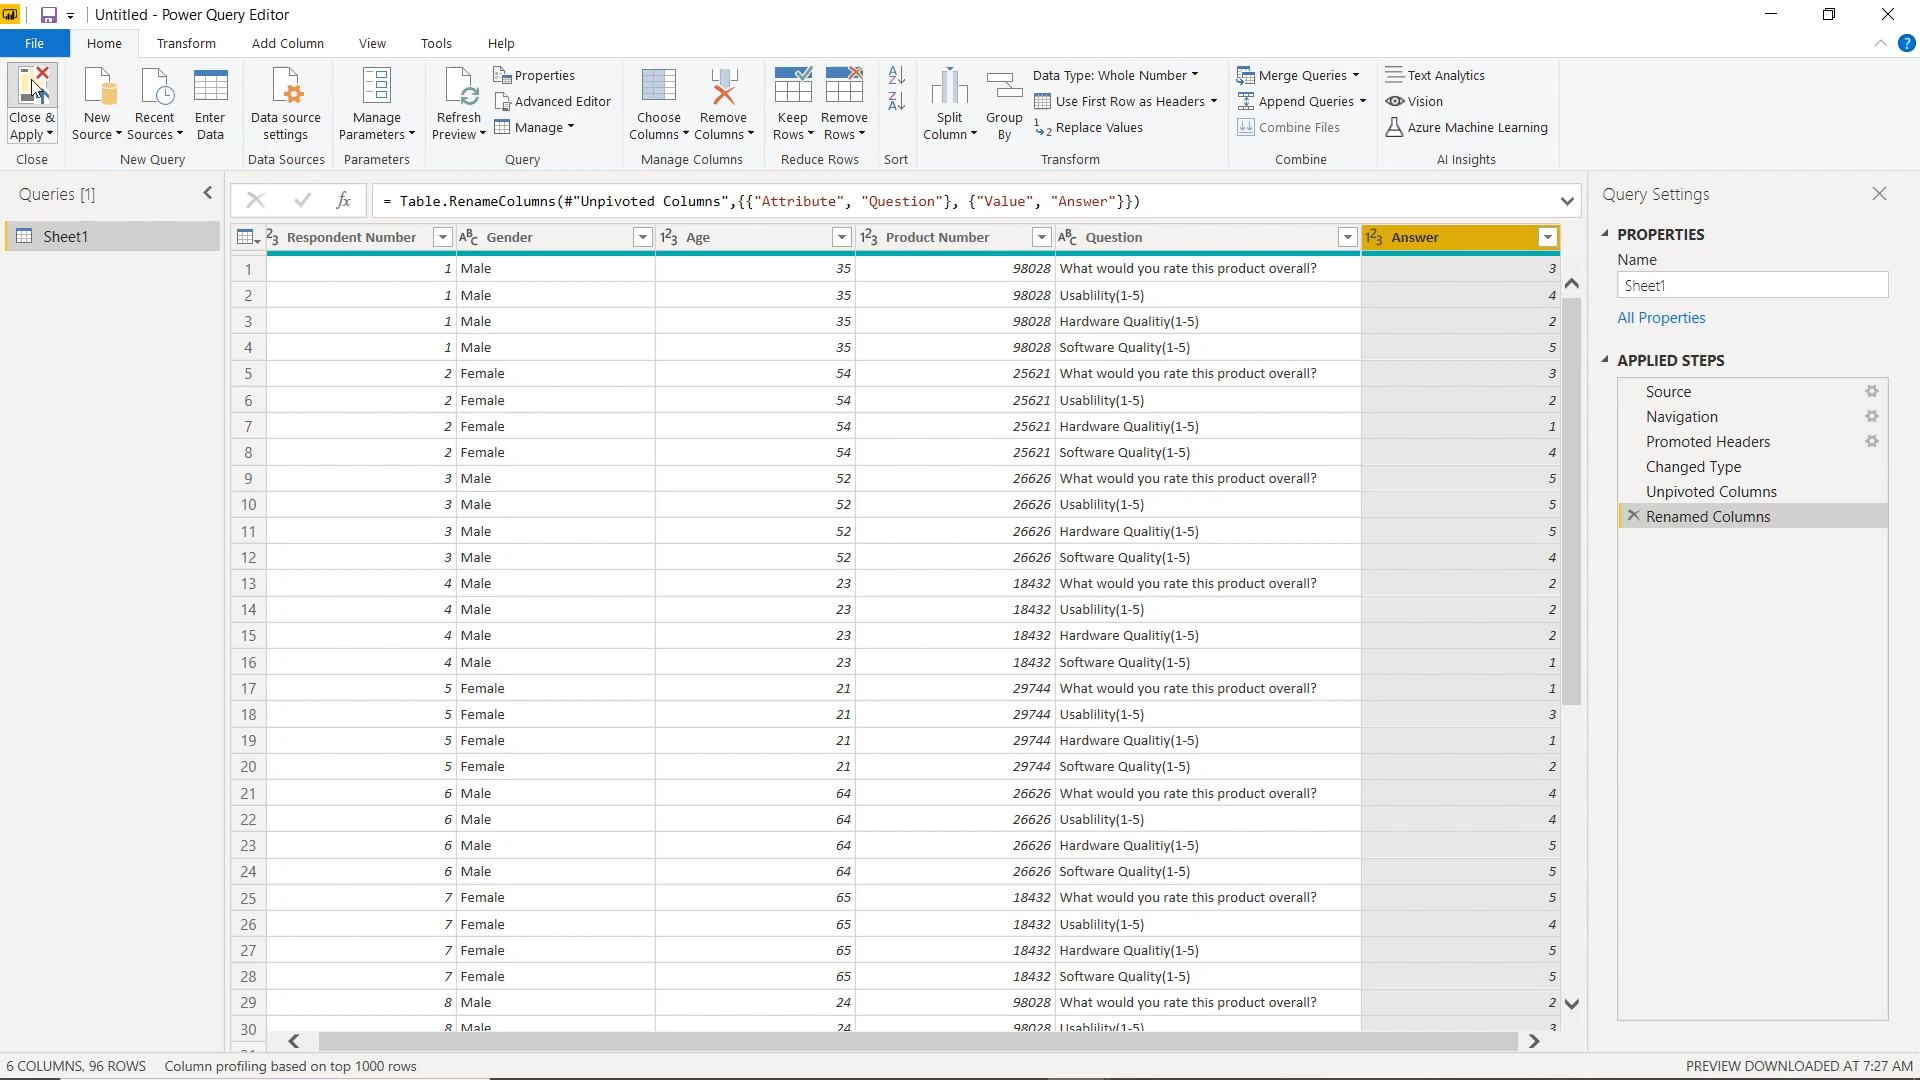 Untitled - Power Query Editor
File Home Transform Add Column View Tools Help
Close & Apply
New Source
Recent Sources
Enter Data
Data source settings
Manage Parameters
Refresh Preview
Properties
Advanced Editor
Manage
Choose Columns
Remove Columns
Keep Rows
Remove Rows
Split Column
Group By
Data Type: Whole Number
Use First Row as Headers
Replace Values
Merge Queries
Append Queries
Combine Files
Text Analytics
Vision
Azure Machine Learning
Close New Query Data Sources Parameters Query Manage Columns Reduce Rows Sort Transform Combine AI Insights
Queries [1]
Sheet1
fx = Table.RenameColumns(#"Unpivoted Columns",{{"Attribute", "Question"}, {"Value", "Answer"}})
23 Respondent Number ABC Gender 123 Age 123 Product Number ABC Question 123 Answer
1 1 Male 35 98028 What would you rate this product overall? 3
2 1 Male 35 98028 Usablility(1-5) 4
3 1 Male 35 98028 Hardware Qualitiy(1-5) 2
4 1 Male 35 98028 Software Quality(1-5) 5
5 2 Female 54 25621 What would you rate this product overall? 3
6 2 Female 54 25621 Usablility(1-5) 2
7 2 Female 54 25621 Hardware Qualitiy(1-5) 1
8 2 Female 54 25621 Software Quality(1-5) 4
9 3 Male 52 26626 What would you rate this product overall? 5
10 3 Male 52 26626 Usablility(1-5) 5
11 3 Male 52 26626 Hardware Qualitiy(1-5) 5
12 3 Male 52 26626 Software Quality(1-5) 4
13 4 Male 23 18432 What would you rate this product overall? 2
14 4 Male 23 18432 Usablility(1-5) 2
15 4 Male 23 18432 Hardware Qualitiy(1-5) 2
16 4 Male 23 18432 Software Quality(1-5) 1
17 5 Female 21 29744 What would you rate this product overall? 1
18 5 Female 21 29744 Usablility(1-5) 3
19 5 Female 21 29744 Hardware Qualitiy(1-5) 1
20 5 Female 21 29744 Software Quality(1-5) 2
21 6 Male 64 26626 What would you rate this product overall? 4
22 6 Male 64 26626 Usablility(1-5) 4
23 6 Male 64 26626 Hardware Qualitiy(1-5) 5
24 6 Male 64 26626 Software Quality(1-5) 5
25 7 Female 65 18432 What would you rate this product overall? 5
26 7 Female 65 18432 Usablility(1-5) 4
27 7 Female 65 18432 Hardware Qualitiy(1-5) 5
28 7 Female 65 18432 Software Quality(1-5) 5
29 8 Male 24 98028 What would you rate this product overall? 2
30 8 Male 24 98028 Usablility(1-5) 3
Query Settings
PROPERTIES
Name
Sheet1
All Properties
APPLIED STEPS
Source
Navigation
Promoted Headers
Changed Type
Unpivoted Columns
Renamed Columns
6 COLUMNS, 96 ROWS Column profiling based on top 1000 rows PREVIEW DOWNLOADED AT 7:27 AM